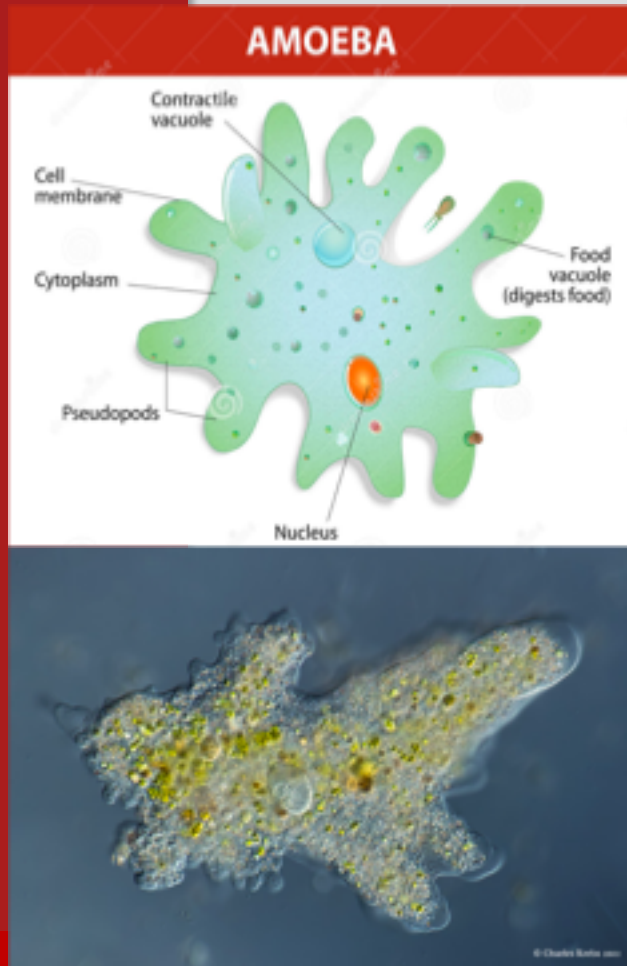 AMOEBA
Contractile
vacuole
Cell
membrane
Cytoplasm
Food
vacuole
(digests food)
Pseudopods
Nucleus
©